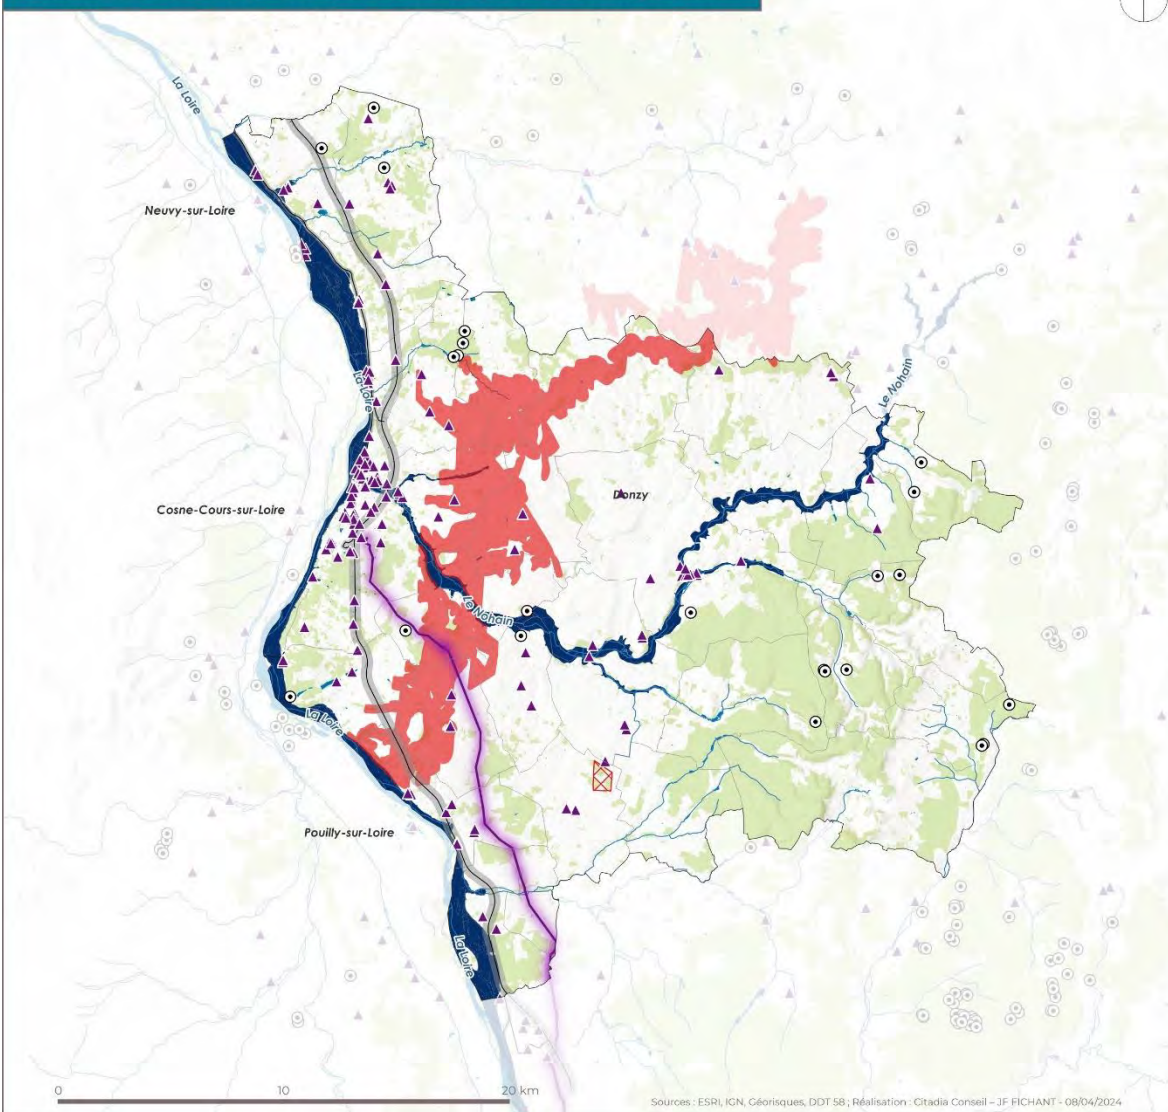 La Loire
Neuvy-sur-Loire
La Loire
Le Nohain
Donzy
Cosne-Cours-sur-Loire
Le Nohain
La Loire
Pouilly-sur-Loire
La Loire
0 10 20 km
Sources : ESRI, IGN, Géorisques, DDT 58 ; Réalisation : Citadia Conseil – JF FICHANT - 08/04/2024